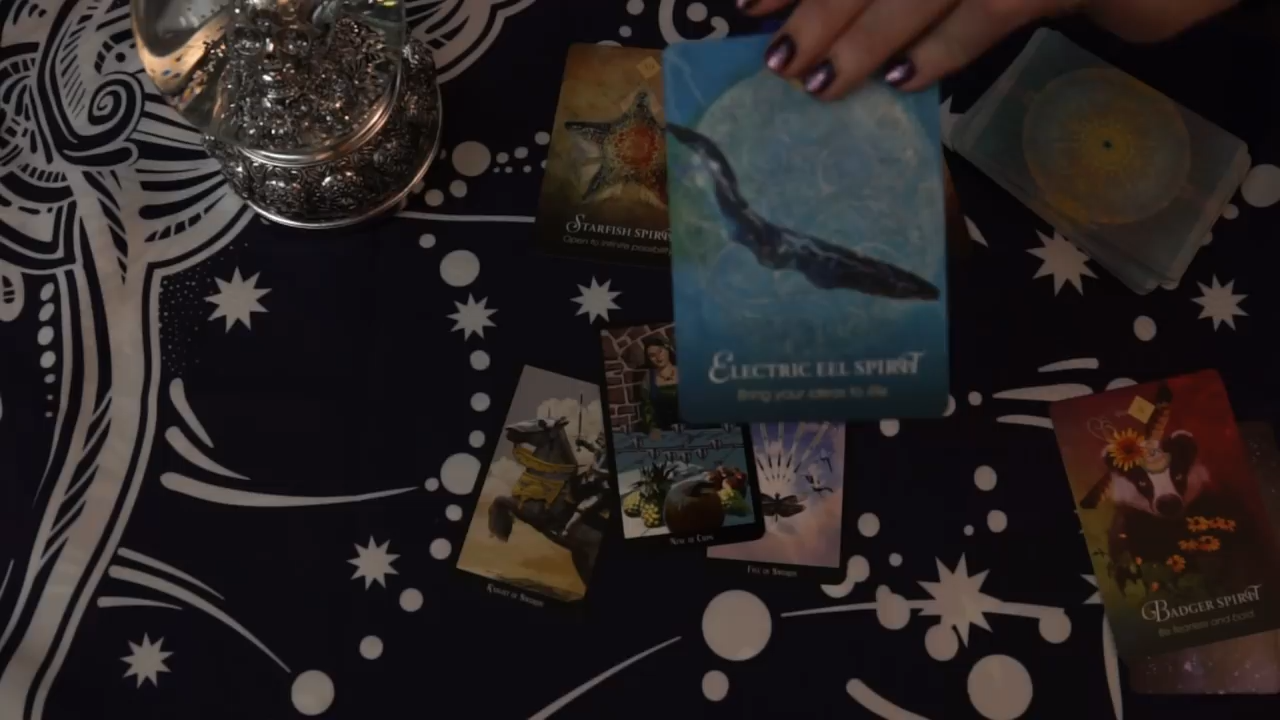 STARFISH SPIRIT
Open to infinite possibilit
ELECTRIC EEL SPIRIT
Bring your ideas to life
KNIGHT OF SWORDS
NINE OF CUPS
FIVE OF SWORDS
BADGER SPIRIT
Be fearless and bold